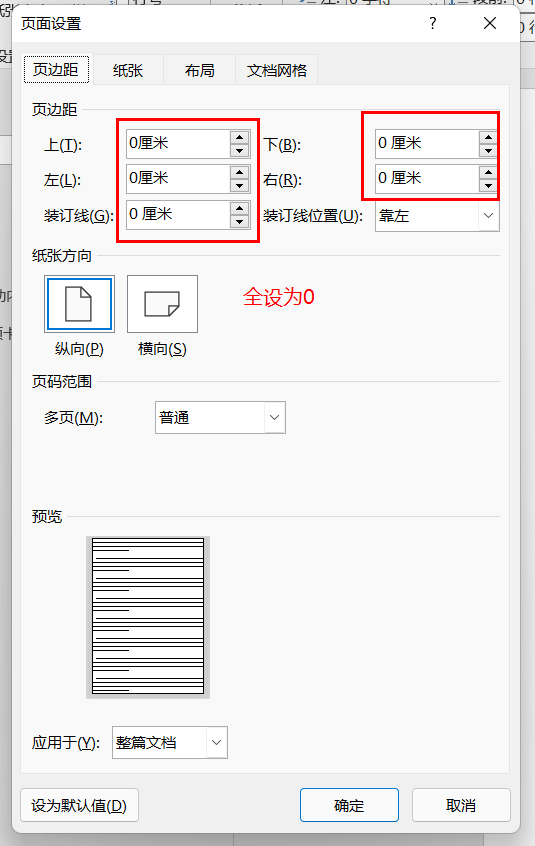 页面设置 ?
页边距 纸张 布局 文档网格
页边距
上(T): 0厘米 下(B): 0 厘米
左(L): 0厘米 右(R): 0 厘米
装订线(G): 0 厘米 装订线位置(U): 靠左
纸张方向
全设为0
纵向(P) 横向(S)
页码范围
多页(M): 普通
预览
应用于(Y): 整篇文档
设为默认值(D) 确定 取消